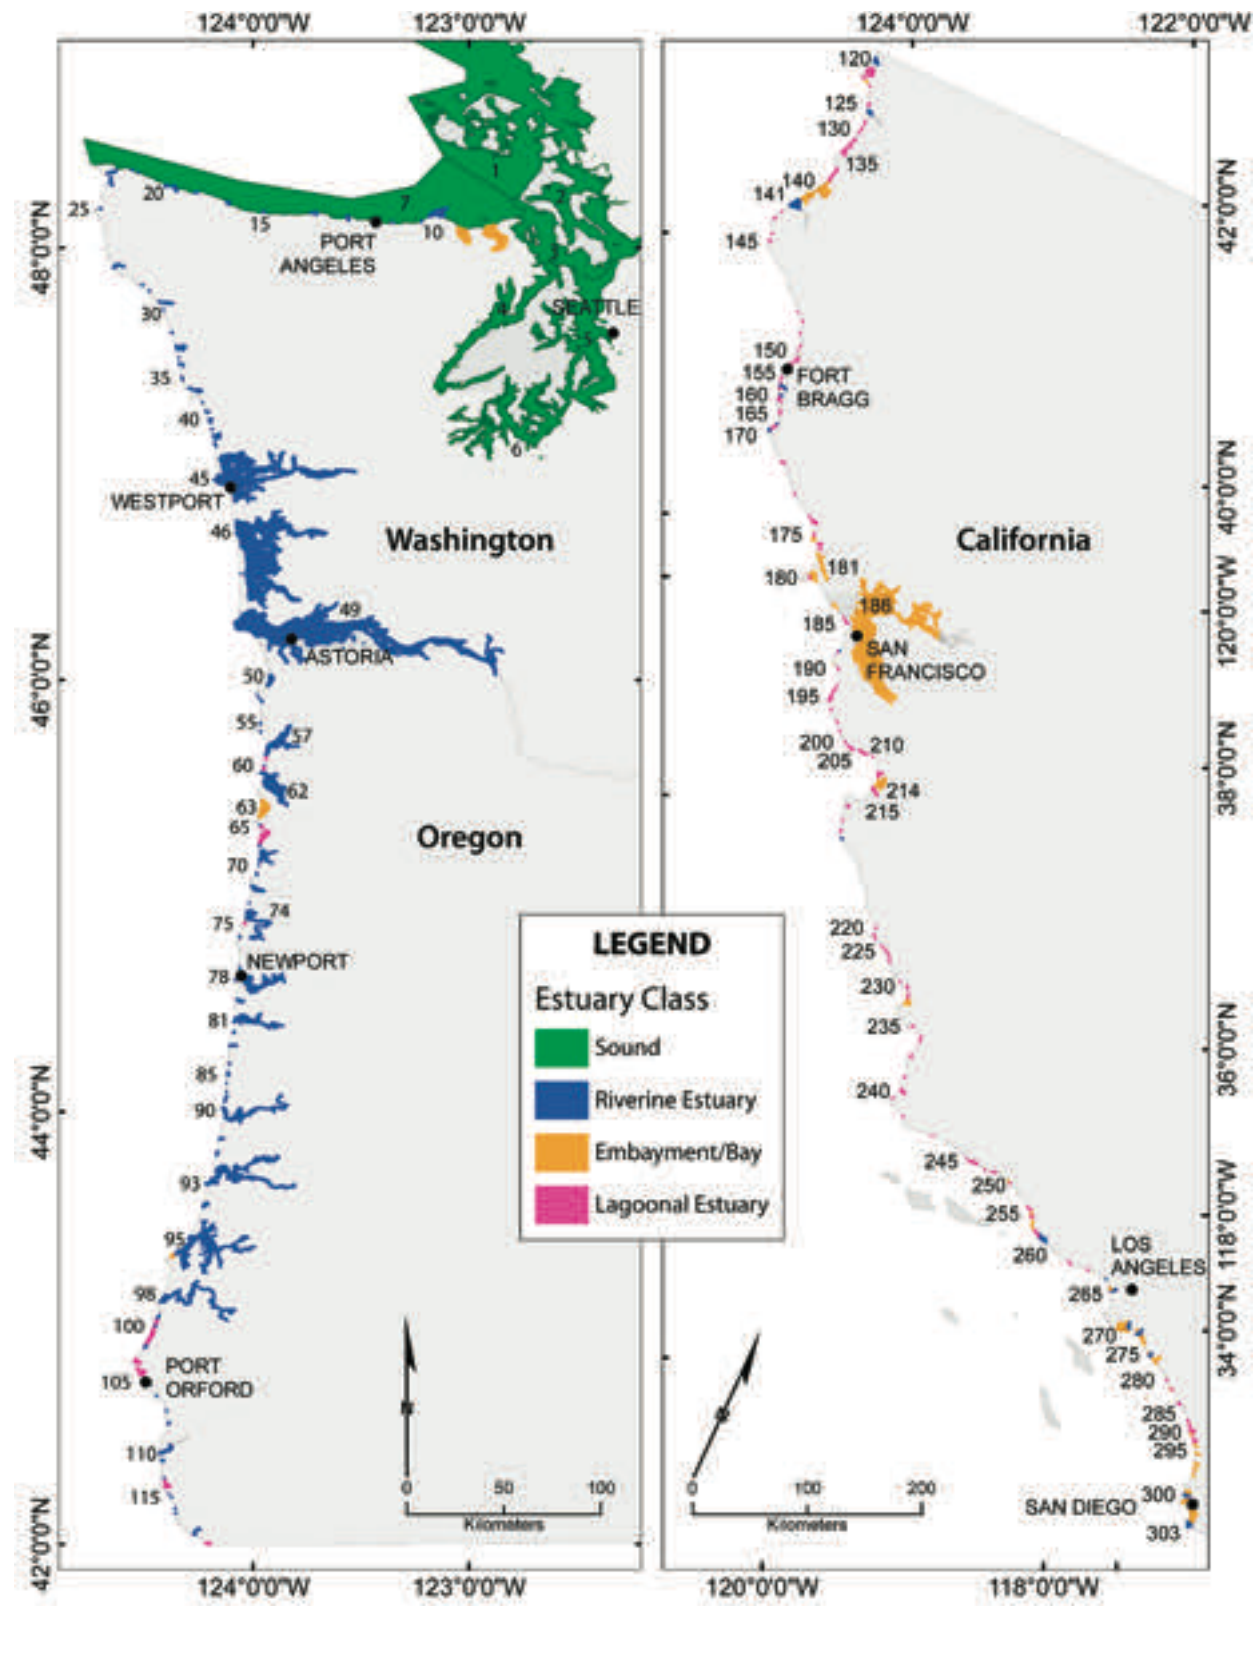 124°0'0"W 123°0'0"W 124°0'0"W 122°0'0"W
48°0'0"N
46°0'0"N
44°0'0"N
42°0'0"N
1
2
3
4
5
6
7
10
15
20
25
PORT
ANGELES
SEATTLE
30
35
40
45
WESTPORT
46
Washington
49
ASTORIA
50
55
57
60
62
63
65
Oregon
70
74
75
NEWPORT
78
81
85
90
93
95
98
100
PORT
ORFORD
105
110
115
N
0 50 100
Kilometers
LEGEND
Estuary Class
Sound
Riverine Estuary
Embayment/Bay
Lagoonal Estuary
120
125
130
135
140
141
145
150
155
FORT
BRAGG
160
165
170
175
California
181
180
186
185
SAN
FRANCISCO
190
195
200
210
205
214
215
220
225
230
235
240
245
250
255
LOS
ANGELES
260
265
270
275
280
285
290
295
300
SAN DIEGO
303
N
0 100 200
Kilometers
42°0'0"N
40°0'0"N
120°0'0"W
38°0'0"N
36°0'0"N
118°0'0"W
34°0'0"N
124°0'0"W 123°0'0"W 120°0'0"W 118°0'0"W